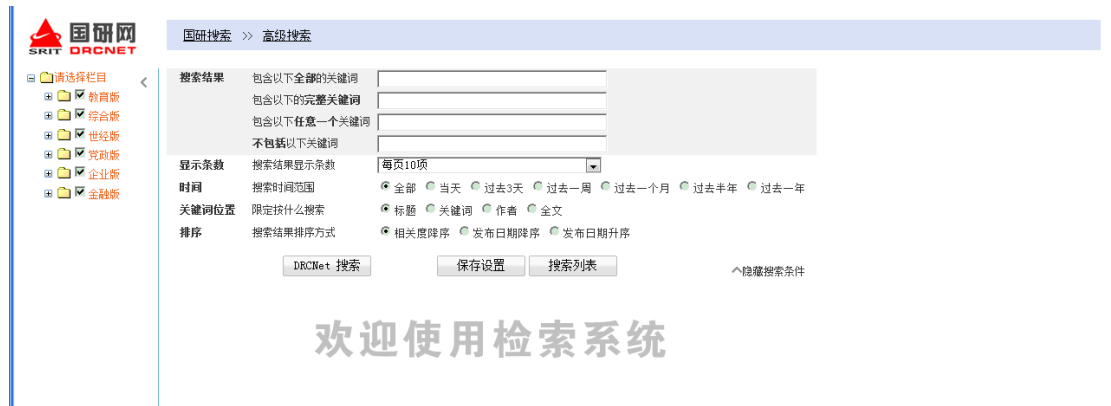 国研网
SRIT DRCNET
国研搜索 >> 高级搜索
请选择栏目
教育版
综合版
世经版
党政版
企业版
金融版
搜索结果 包含以下全部的关键词
包含以下的完整关键词
包含以下任意一个关键词
不包括以下关键词
显示条数 搜索结果显示条数 每页10项
时间 搜索时间范围 全部 当天 过去3天 过去一周 过去一个月 过去半年 过去一年
关键词位置 限定按什么搜索 标题 关键词 作者 全文
排序 搜索结果排序方式 相关度降序 发布日期降序 发布日期升序
DRCNet 搜索 保存设置 搜索列表 隐藏搜索条件
欢迎使用检索系统